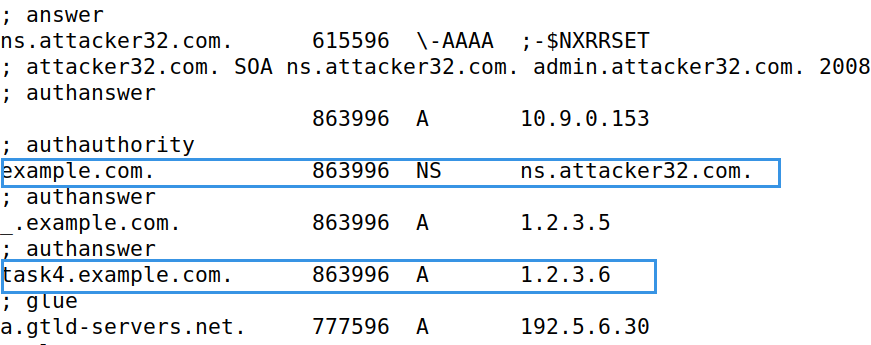 ; answer
ns.attacker32.com. 615596 \-AAAA ;-$NXRRSET
; attacker32.com. SOA ns.attacker32.com. admin.attacker32.com. 2008
; authanswer
863996 A 10.9.0.153
; authauthority
example.com. 863996 NS ns.attacker32.com.
; authanswer
_.example.com. 863996 A 1.2.3.5
; authanswer
task4.example.com. 863996 A 1.2.3.6
; glue
a.gtld-servers.net. 777596 A 192.5.6.30